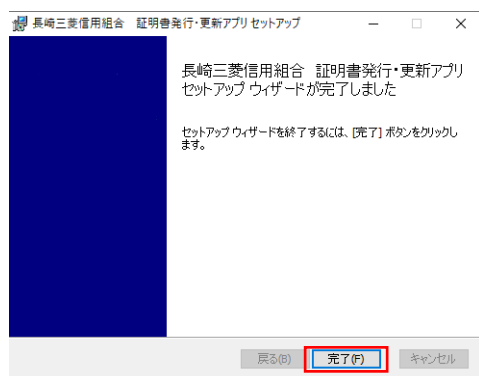 長崎三菱信用組合　証明書発行・更新アプリ セットアップ
長崎三菱信用組合　証明書発行・更新アプリ
セットアップ ウィザードが完了しました
セットアップ ウィザードを終了するには、[完了] ボタンをクリックし
ます。
戻る(B) 完了(F) キャンセル